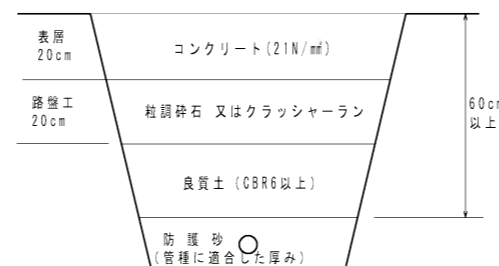 表層
20cm
コンクリート(21N/㎟)
路盤工
20cm
粒調砕石 又はクラッシャーラン
60cm
以上
良質土 (CBR6以上)
防護砂
(管種に適合した厚み)